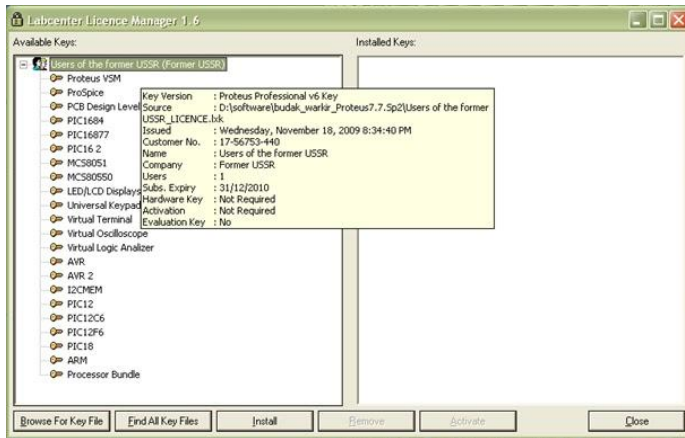 Labcenter Licence Manager 1.6
Available Keys:
Installed Keys:
Users of the former USSR (Former USSR)
Proteus VSM
ProSpice
PCB Design Level
PIC1684
PIC16877
PIC16 2
MCS8051
MCS80550
LED/LCD Displays
Universal Keypad
Virtual Terminal
Virtual Oscilloscope
Virtual Logic Analizer
AVR
AVR 2
I2CMEM
PIC12
PIC12C6
PIC12F6
PIC18
ARM
Processor Bundle
Key Version : Proteus Professional v6 Key
Source : D:\software\budak_warkir_Proteus7.7.Sp2\Users of the former
USSR_LICENCE.lxk
Issued : Wednesday, November 18, 2009 8:34:40 PM
Customer No. : 17-56753-440
Name : Users of the former USSR
Company : Former USSR
Users : 1
Subs. Expiry : 31/12/2010
Hardware Key : Not Required
Activation : Not Required
Evaluation Key : No
Browse For Key File
Find All Key Files
Install
Remove
Activate
Close